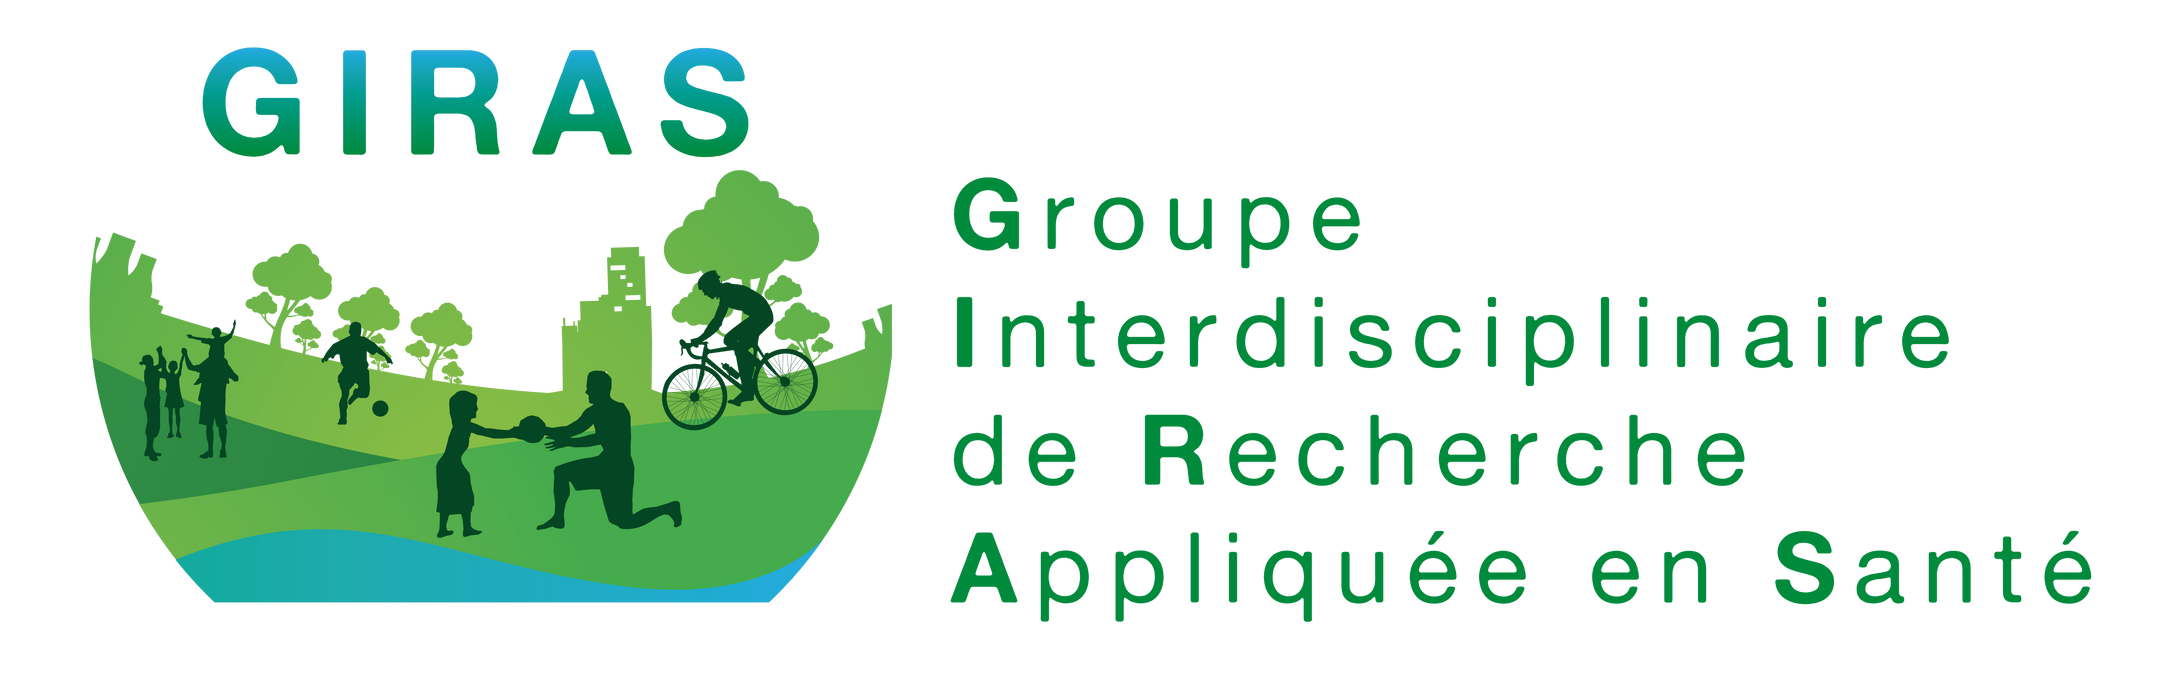 GIRAS
Groupe
Interdisciplinaire
de Recherche
Appliquée en Santé